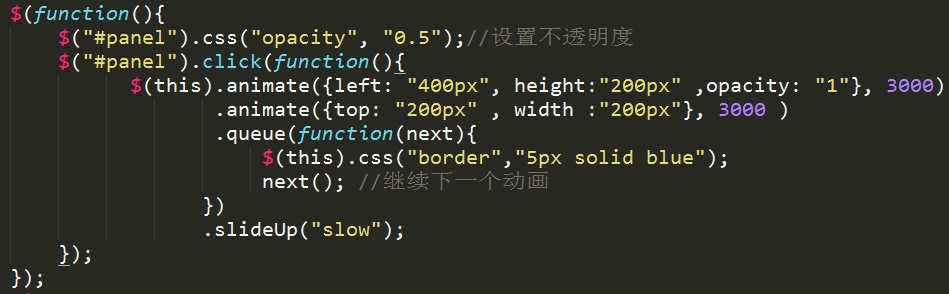 $(function(){
    $("#panel").css("opacity", "0.5");//设置不透明度
    $("#panel").click(function(){
          $(this).animate({left: "400px", height:"200px" ,opacity: "1"}, 3000)
                 .animate({top: "200px" , width :"200px"}, 3000 )
                 .queue(function(next){
                     $(this).css("border","5px solid blue");
                     next(); //继续下一个动画
                })
                .slideUp("slow");
    });
});